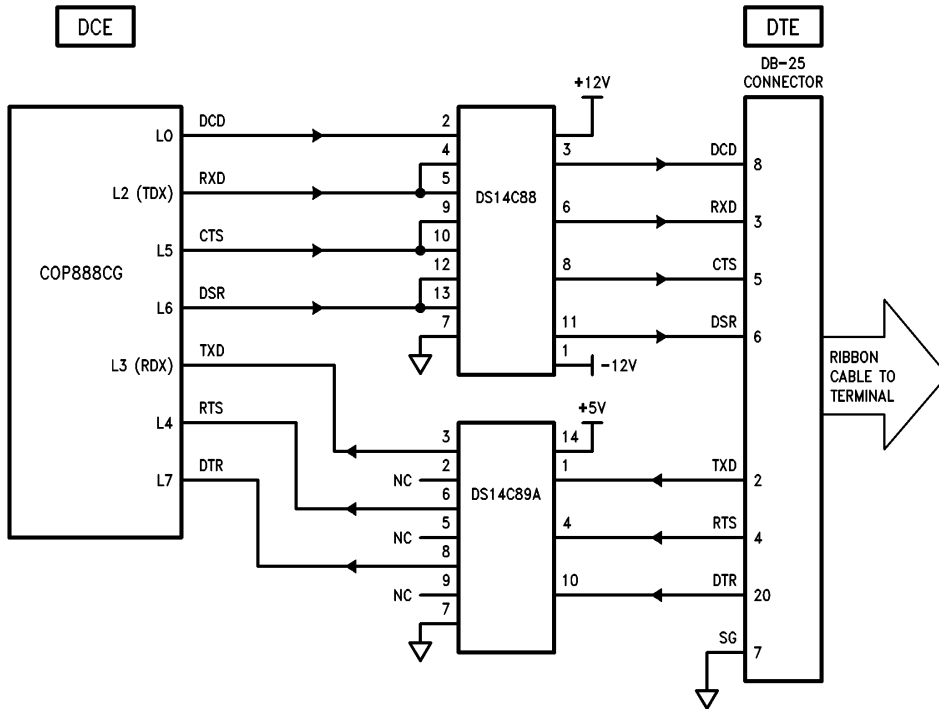 DCE
DTE
DB-25
CONNECTOR
+12V
L0 DCD 2
4
3 DCD 8
L2 (TDX) RXD 5
DS14C88
9
6 RXD 3
L5 CTS 10
COP888CG
12
8 CTS 5
L6 DSR 13
7
11 DSR 6
L3 (RDX) TXD
1 -12V
RIBBON
CABLE TO
TERMINAL
+5V
L4 RTS
3
14
L7 DTR
NC 2
1 TXD 2
6
DS14C89A
NC 5
4 RTS 4
8
NC 9
10 DTR 20
7
SG 7